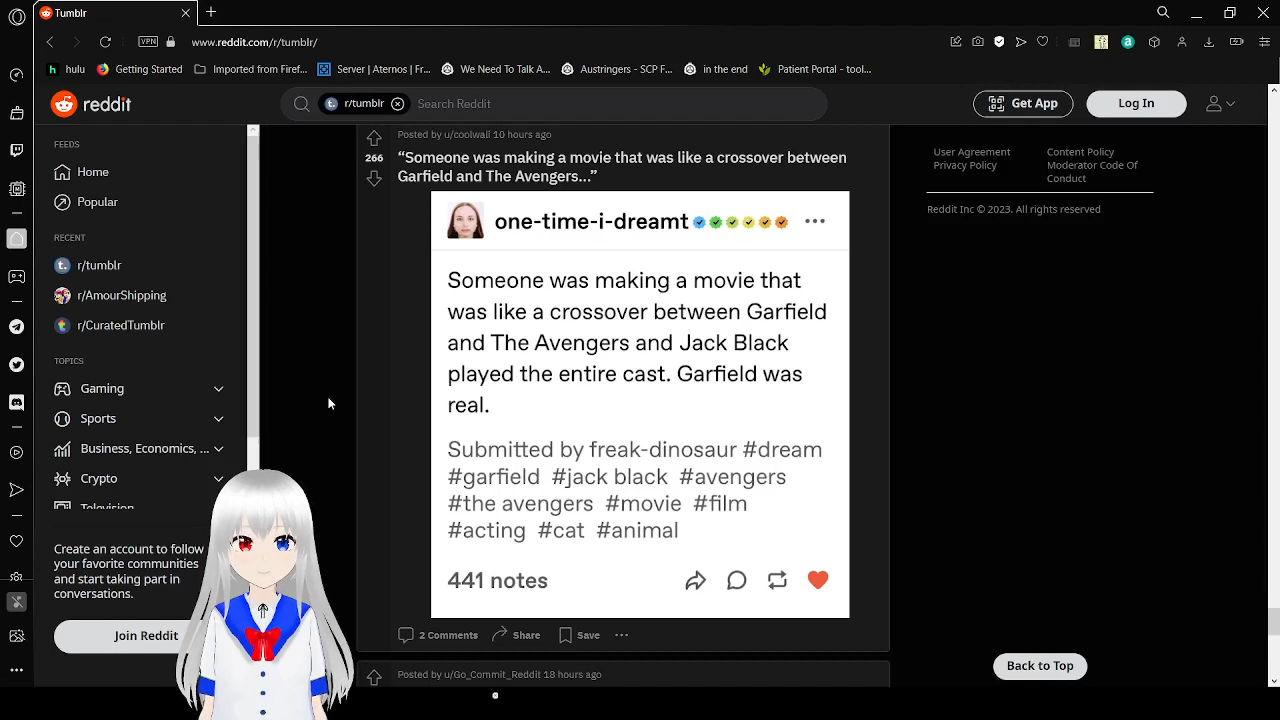 Tumblr
VPN
www.reddit.com/r/tumblr/
hulu
Getting Started
Imported from Firef...
Server | Aternos | Fr...
We Need To Talk A...
Austringers - SCP F...
in the end
Patient Portal - tool...
reddit
r/tumblr
Search Reddit
Get App
Log In
FEEDS
Home
Popular
RECENT
r/tumblr
r/AmourShipping
r/CuratedTumblr
TOPICS
Gaming
Sports
Business, Economics, ...
Crypto
Television
Create an account to follow
your favorite communities
and start taking part in
conversations.
Join Reddit
Posted by u/coolwali 10 hours ago
266
“Someone was making a movie that was like a crossover between
Garfield and The Avengers...”
one-time-i-dreamt
Someone was making a movie that
was like a crossover between Garfield
and The Avengers and Jack Black
played the entire cast. Garfield was
real.
Submitted by freak-dinosaur #dream
#garfield #jack black #avengers
#the avengers #movie #film
#acting #cat #animal
441 notes
2 Comments
Share
Save
Posted by u/Go_Commit_Reddit 18 hours ago
User Agreement
Privacy Policy
Content Policy
Moderator Code Of
Conduct
Reddit Inc © 2023. All rights reserved
Back to Top